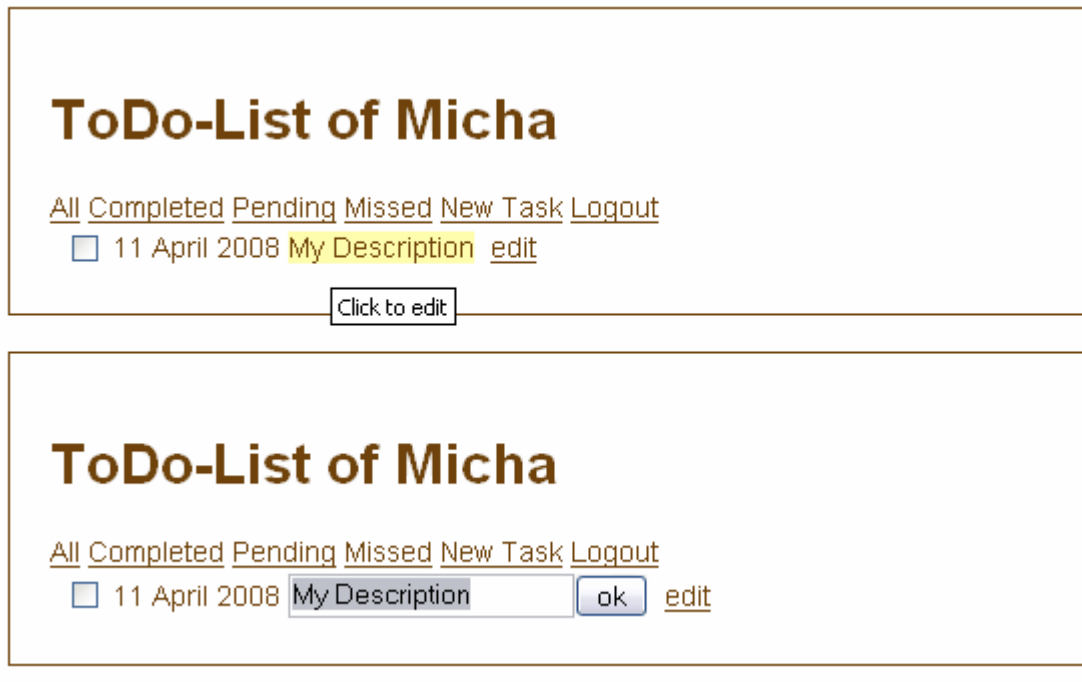 ToDo-List of Micha
All Completed Pending Missed New Task Logout
11 April 2008 My Description edit
Click to edit
ToDo-List of Micha
All Completed Pending Missed New Task Logout
11 April 2008 My Description ok edit